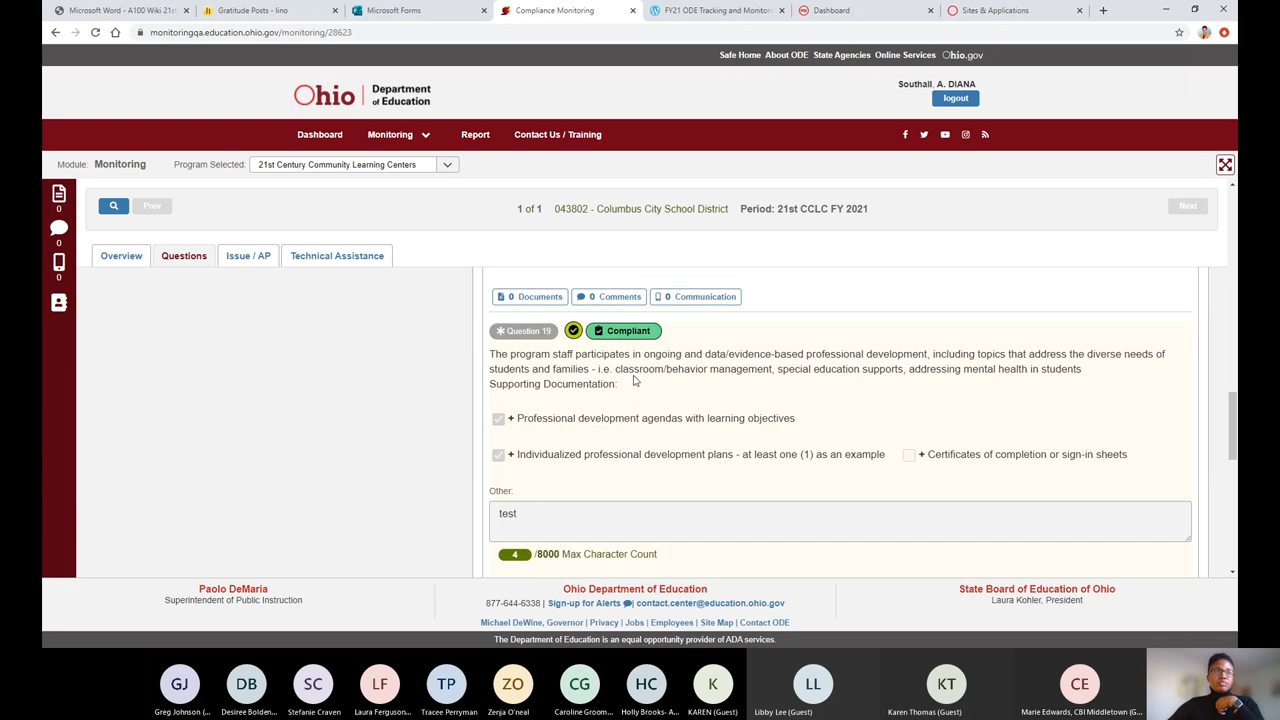 Microsoft Word - A100 Wiki 21st
Gratitude Posts - lino
Microsoft Forms
Compliance Monitoring
FY21 ODE Tracking and Monitori
Dashboard
Sites & Applications
monitoringqa.education.ohio.gov/monitoring/28623
Safe Home About ODE State Agencies Online Services Ohio.gov
Ohio Department of Education
Southall, A. DIANA
logout
Dashboard Monitoring Report Contact Us / Training
Module: Monitoring Program Selected: 21st Century Community Learning Centers
0
0
0
Prev
1 of 1 043802 - Columbus City School District Period: 21st CCLC FY 2021
Next
Overview Questions Issue / AP Technical Assistance
0 Documents 0 Comments 0 Communication
Question 19 Compliant
The program staff participates in ongoing and data/evidence-based professional development, including topics that address the diverse needs of
students and families - i.e. classroom/behavior management, special education supports, addressing mental health in students
Supporting Documentation:
+ Professional development agendas with learning objectives
+ Individualized professional development plans - at least one (1) as an example + Certificates of completion or sign-in sheets
Other:
test
4 /8000 Max Character Count
Paolo DeMaria
Superintendent of Public Instruction
Ohio Department of Education
877-644-6338 | Sign-up for Alerts | contact.center@education.ohio.gov
Michael DeWine, Governor | Privacy | Jobs | Employees | Site Map | Contact ODE
State Board of Education of Ohio
Laura Kohler, President
The Department of Education is an equal opportunity provider of ADA services.
GJ DB SC LF TP ZO CG HC K LL KT CE
Greg Johnson (... Desiree Bolden... Stefanie Craven Laura Ferguson... Tracee Perryman Zenja O'neal Caroline Groom... Holly Brooks- A... KAREN (Guest) Libby Lee (Guest) Karen Thomas (Guest) Marie Edwards, CBI Middletown (G...